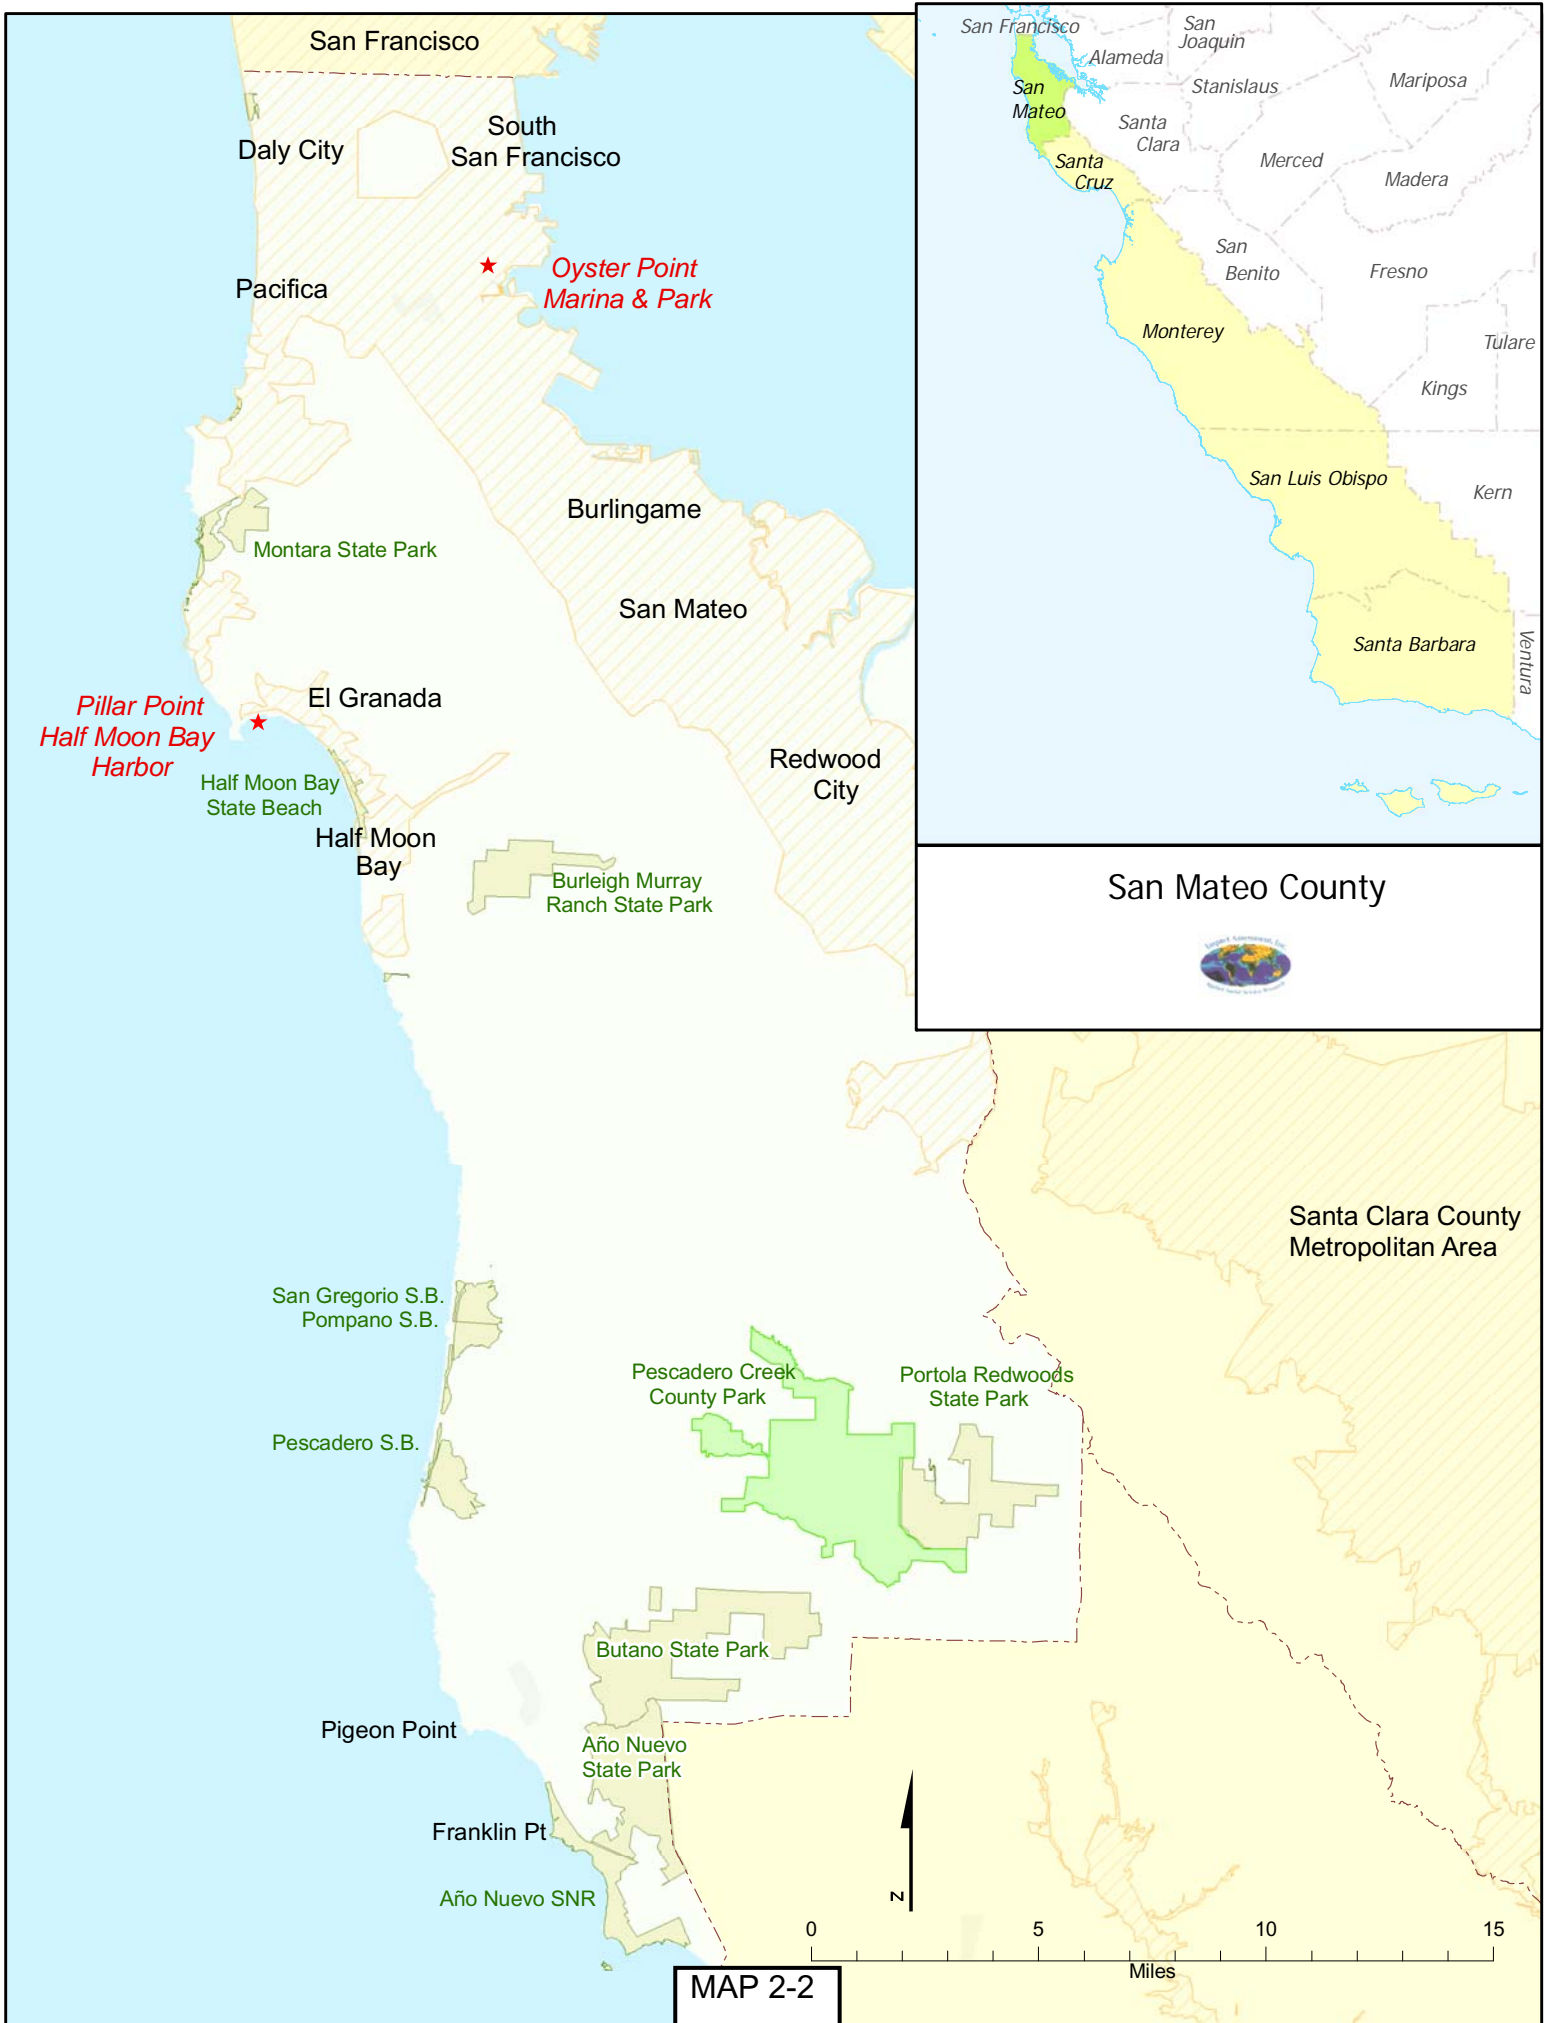 San Francisco
Daly City
South
San Francisco
Pacifica
Oyster Point
Marina & Park
Burlingame
Montara State Park
San Mateo
El Granada
Pillar Point
Half Moon Bay
Harbor
Redwood
City
Half Moon Bay
State Beach
Half Moon
Bay
Burleigh Murray
Ranch State Park
San Francisco
San
Joaquin
Alameda
Stanislaus
Mariposa
San
Mateo
Santa
Clara
Merced
Madera
Santa
Cruz
San
Benito
Fresno
Monterey
Tulare
Kings
San Luis Obispo
Kern
Santa Barbara
Ventura
San Mateo County
Impact Assessment, Inc.
Santa Clara County
Metropolitan Area
San Gregorio S.B.
Pompano S.B.
Pescadero Creek
County Park
Portola Redwoods
State Park
Pescadero S.B.
Butano State Park
Pigeon Point
Año Nuevo
State Park
Franklin Pt
Año Nuevo SNR
N
0 5 10 15
Miles
MAP 2-2